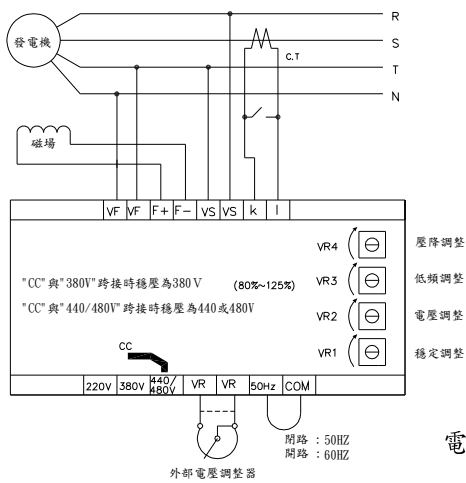 R
發電機
S
C.T
T
N
磁場
VF VF F+ F- VS VS k l
VR4 壓降調整
"CC"與"380V"跨接時穩壓為380V (80%~125%) VR3 低頻調整
"CC"與"440/480V"跨接時穩壓為440或480V
VR2 電壓調整
CC
VR1 穩定調整
220V 380V 440/480V VR VR 50Hz COM
閉路：50HZ
開路：60HZ
電
外部電壓調整器